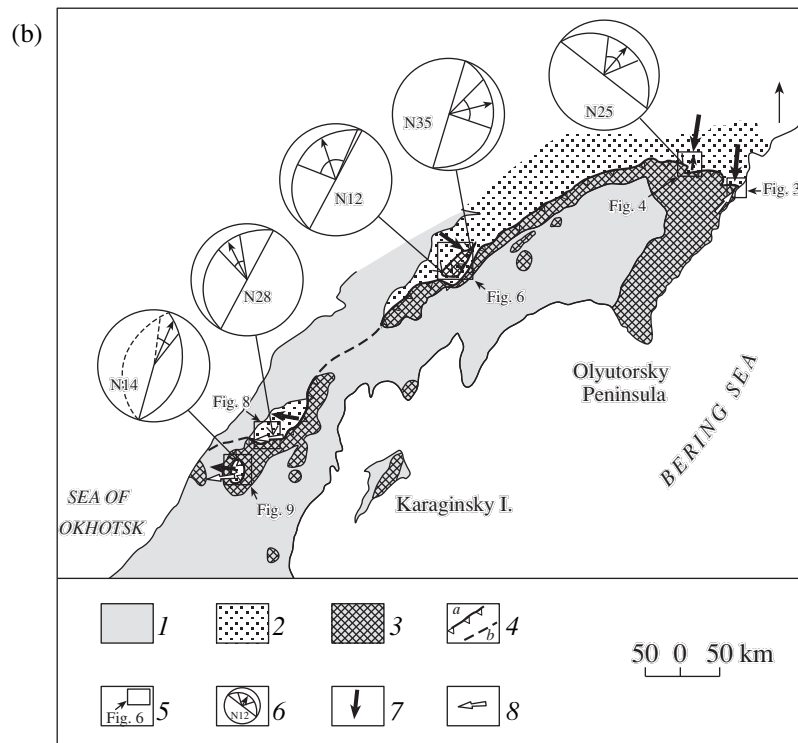 (b)
N35
N25
N12
Fig. 3
Fig. 4
N28
Fig. 6
N14
Olyutorsky
Peninsula
Fig. 8
BERING SEA
SEA OF
OKHOTSK
Karaginsky I.
Fig. 9
1
2
3
a
b
4
50 0 50 km
Fig. 6
5
N12
6
7
8